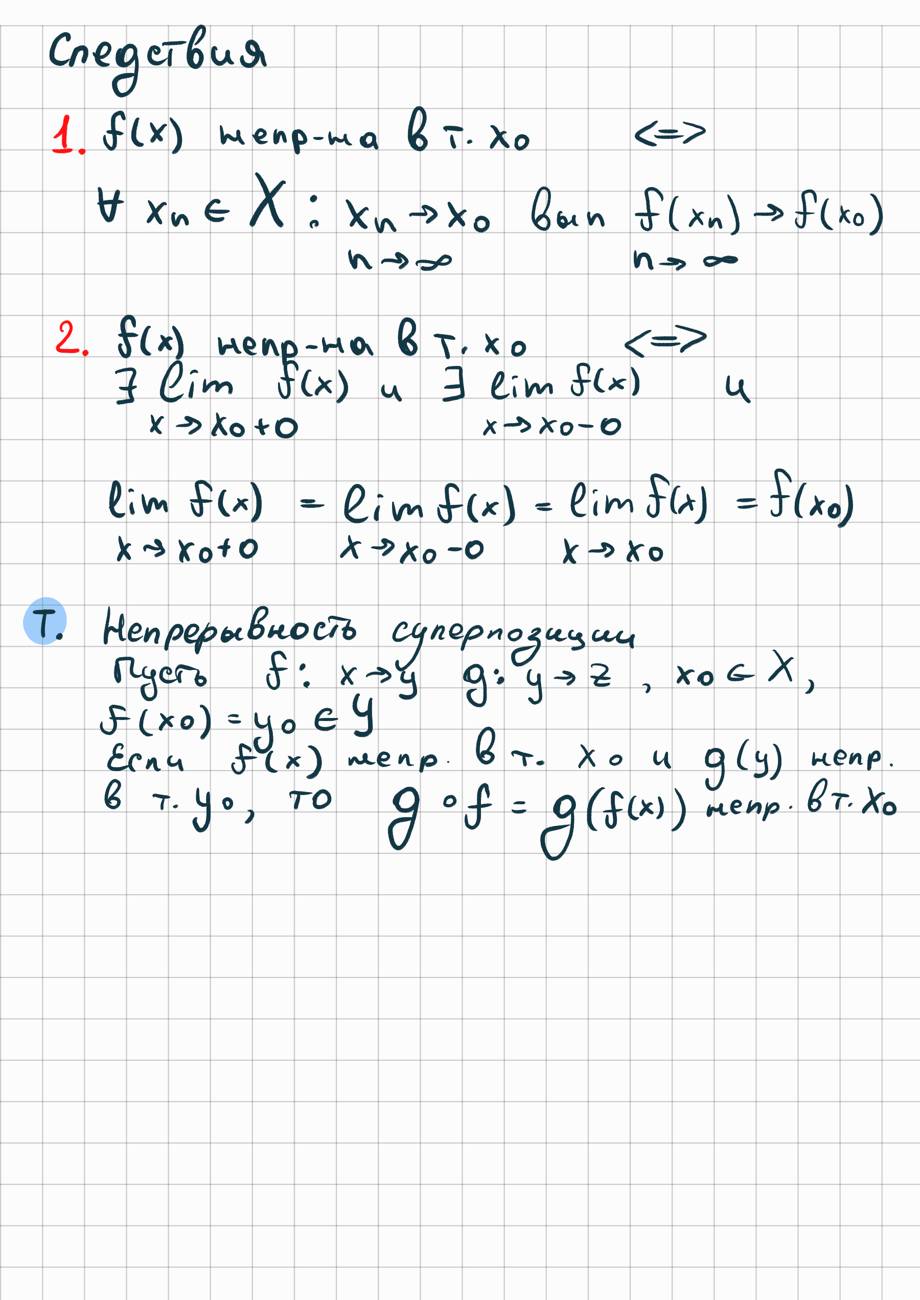 Следствия
1. f(x) непр-на в т. x₀ <=>
∀ xₙ ∈ X : xₙ → x₀ вып f(xₙ) → f(x₀)
n → ∞ n → ∞
2. f(x) непр-на в т. x₀ <=>
∃ lim f(x) и ∃ lim f(x) и
x → x₀+0 x → x₀-0
lim f(x) = lim f(x) = lim f(x) = f(x₀)
x → x₀+0 x → x₀-0 x → x₀
Т. Непрерывность суперпозиции
Пусть f: x → y g: y → z , x₀ ∈ X,
f(x₀) = y₀ ∈ Y
Если f(x) непр. в т. x₀ и g(y) непр.
в т. y₀, то g∘f = g(f(x)) непр. в т. x₀